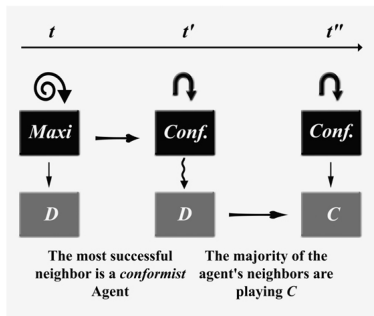 t t' t"
Maxi Conf. Conf.
D D C
The most successful
neighbor is a conformist
Agent
The majority of the
agent's neighbors are
playing C